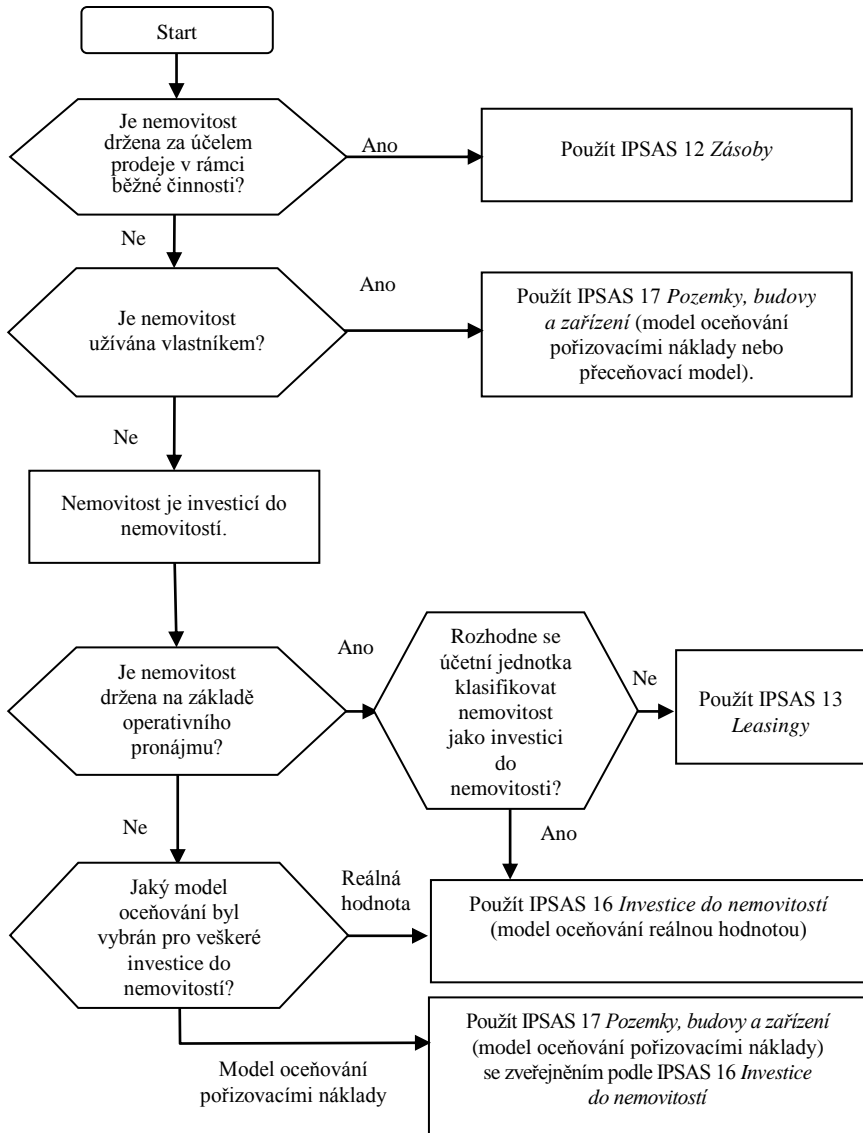 Start
Je nemovitost
držena za účelem
prodeje v rámci
běžné činnosti?
Ano
Použít IPSAS 12 Zásoby
Ne
Je nemovitost
užívána vlastníkem?
Ano
Použít IPSAS 17 Pozemky, budovy
a zařízení (model oceňování
pořizovacími náklady nebo
přeceňovací model).
Ne
Nemovitost je investicí do
nemovitostí.
Je nemovitost
držena na základě
operativního
pronájmu?
Ano
Rozhodne se
účetní jednotka
klasifikovat
nemovitost
jako investici
do
nemovitosti?
Ne
Použít IPSAS 13
Leasingy
Ne
Ano
Jaký model
oceňování byl
vybrán pro veškeré
investice do
nemovitostí?
Reálná
hodnota
Použít IPSAS 16 Investice do nemovitostí
(model oceňování reálnou hodnotou)
Model oceňování
pořizovacími náklady
Použít IPSAS 17 Pozemky, budovy a zařízení
(model oceňování pořizovacími náklady)
se zveřejněním podle IPSAS 16 Investice
do nemovitostí